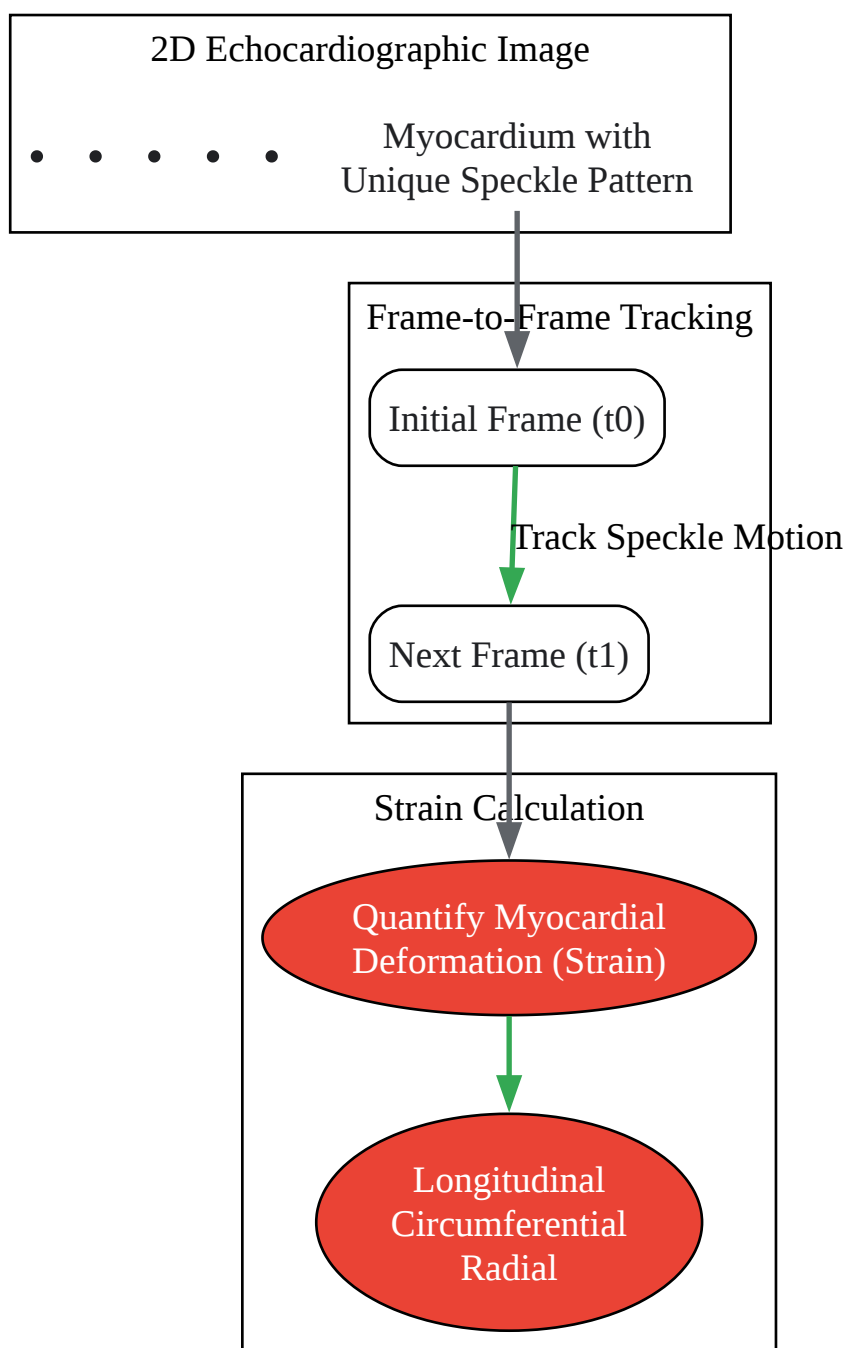 2D Echocardiographic Image
Myocardium with
Unique Speckle Pattern
Frame-to-Frame Tracking
Initial Frame (t0)
Track Speckle Motion
Next Frame (t1)
Strain Calculation
Quantify Myocardial
Deformation (Strain)
Longitudinal
Circumferential
Radial